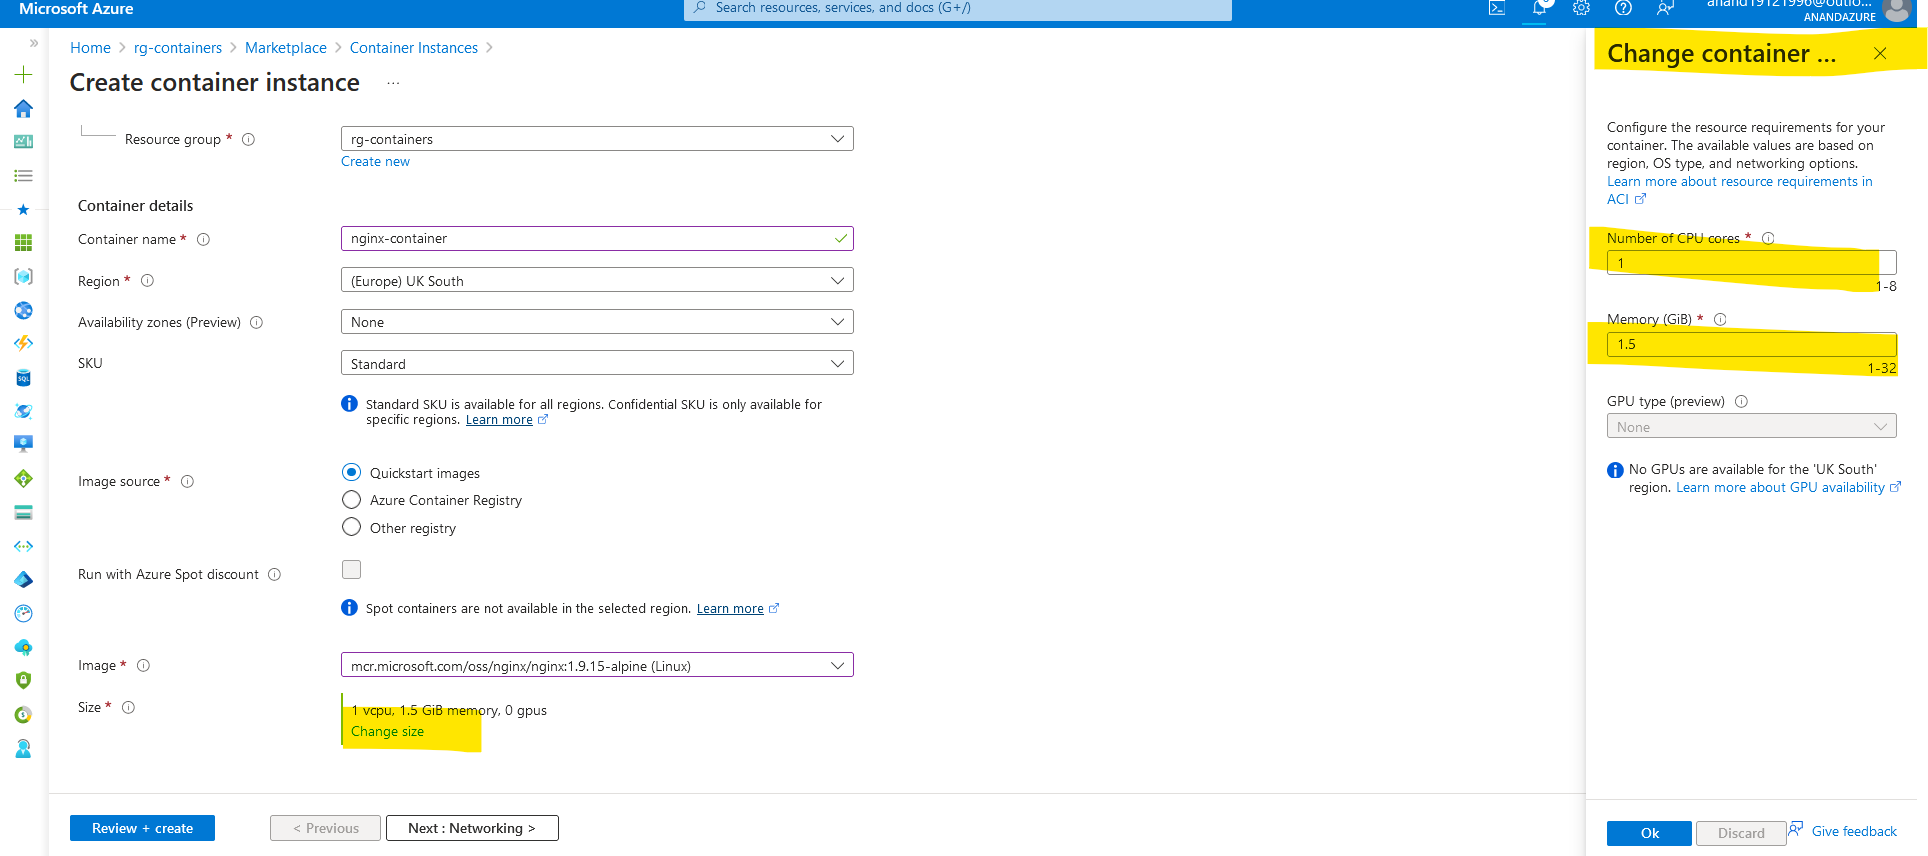 Microsoft Azure
Search resources, services, and docs (G+/)
anand19121996@outlo...
ANANDAZURE
Home > rg-containers > Marketplace > Container Instances >
Create container instance ...
Resource group * 
rg-containers
Create new
Container details
Container name *
nginx-container
Region *
(Europe) UK South
Availability zones (Preview)
None
SKU
Standard
Standard SKU is available for all regions. Confidential SKU is only available for
specific regions. Learn more
Image source *
Quickstart images
Azure Container Registry
Other registry
Run with Azure Spot discount
Spot containers are not available in the selected region. Learn more
Image *
mcr.microsoft.com/oss/nginx/nginx:1.9.15-alpine (Linux)
Size *
1 vcpu, 1.5 GiB memory, 0 gpus
Change size
Review + create
< Previous
Next : Networking >
Change container ...
Configure the resource requirements for your
container. The available values are based on
region, OS type, and networking options.
Learn more about resource requirements in
ACI
Number of CPU cores *
1
1-8
Memory (GiB) *
1.5
1-32
GPU type (preview)
None
No GPUs are available for the 'UK South'
region. Learn more about GPU availability
Ok
Discard
Give feedback